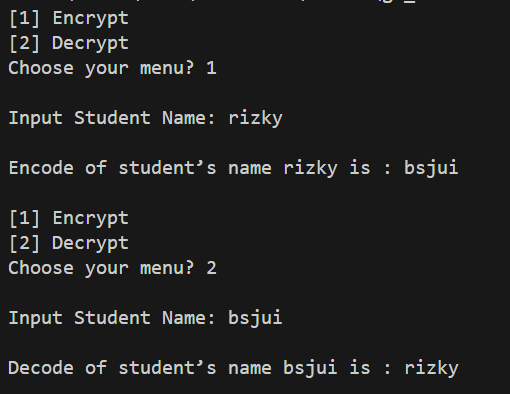 [1] Encrypt
[2] Decrypt
Choose your menu? 1
Input Student Name: rizky
Encode of student’s name rizky is : bsjui
[1] Encrypt
[2] Decrypt
Choose your menu? 2
Input Student Name: bsjui
Decode of student’s name bsjui is : rizky